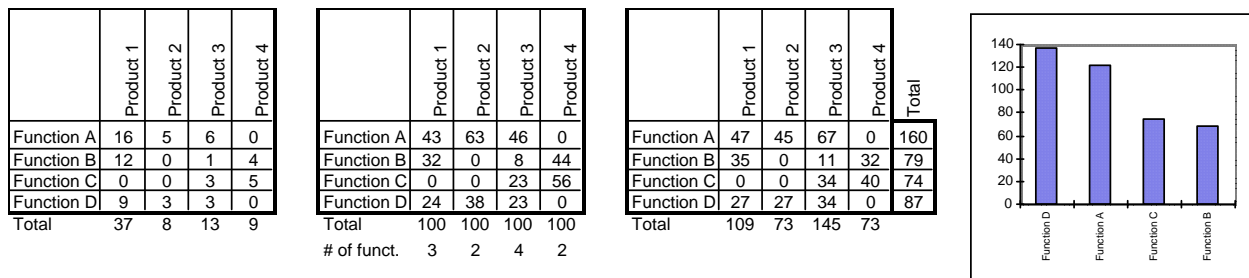 Product 1 Product 2 Product 3 Product 4
Function A 16 5 6 0
Function B 12 0 1 4
Function C 0 0 3 5
Function D 9 3 3 0
Total 37 8 13 9
Product 1 Product 2 Product 3 Product 4
Function A 43 63 46 0
Function B 32 0 8 44
Function C 0 0 23 56
Function D 24 38 23 0
Total 100 100 100 100
# of funct. 3 2 4 2
Product 1 Product 2 Product 3 Product 4 Total
Function A 47 45 67 0 160
Function B 35 0 11 32 79
Function C 0 0 34 40 74
Function D 27 27 34 0 87
Total 109 73 145 73
140
120
100
80
60
40
20
0
Function D Function A Function C Function B